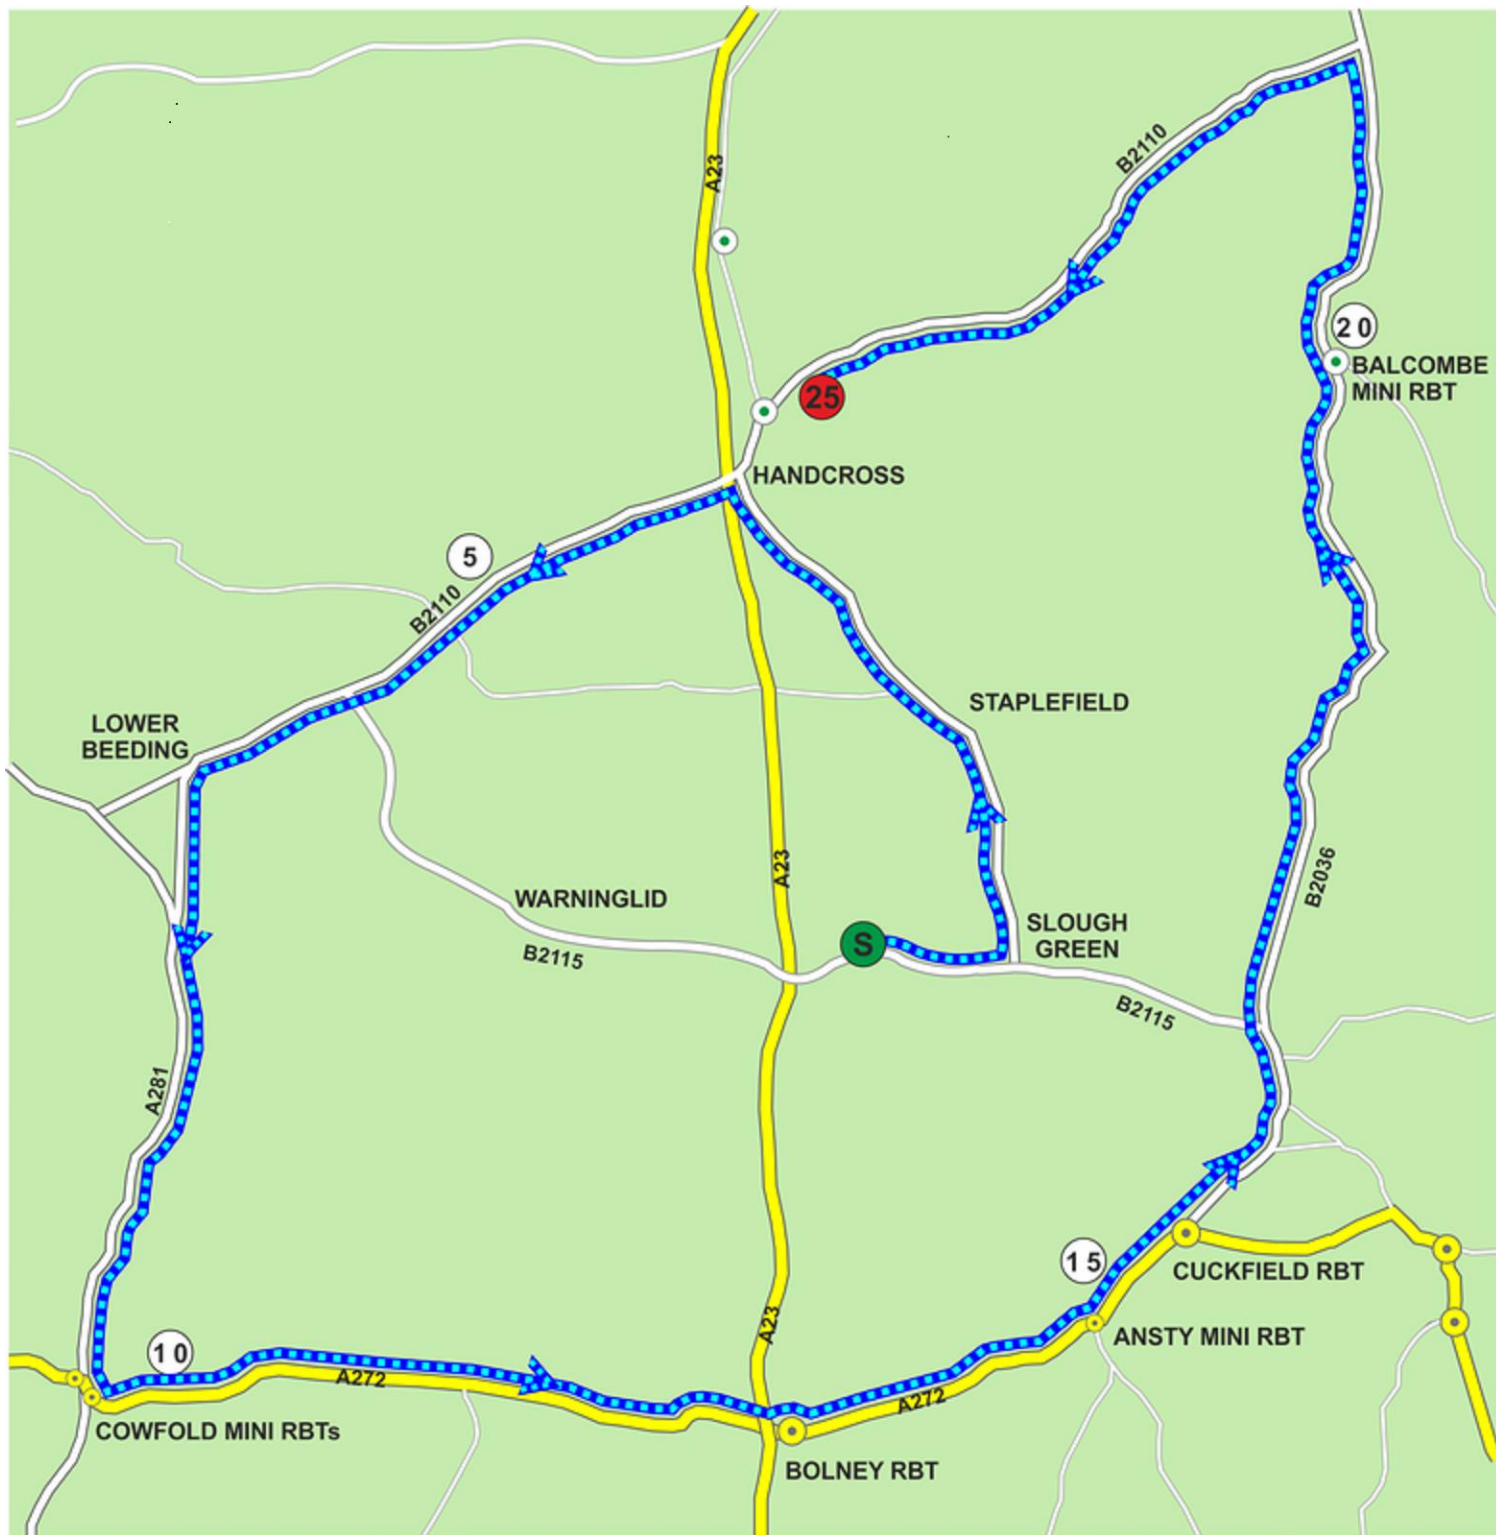 A23
B2110
20
BALCOMBE
MINI RBT
25
HANDCROSS
5
B2110
STAPLEFIELD
LOWER
BEEDING
A23
B2036
WARNINGLID
SLOUGH
GREEN
S
B2115
B2115
A281
15
CUCKFIELD RBT
A23
ANSTY MINI RBT
10
A272
A272
COWFOLD MINI RBTs
BOLNEY RBT